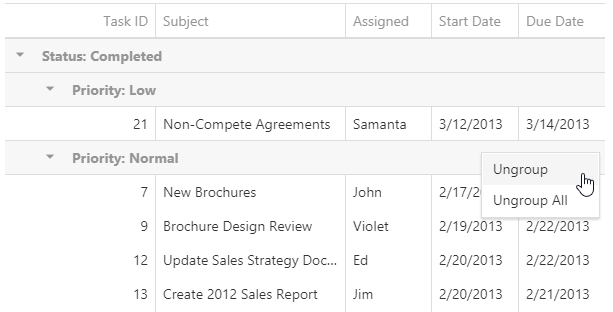 Task ID Subject Assigned Start Date Due Date
Status: Completed
Priority: Low
21 Non-Compete Agreements Samanta 3/12/2013 3/14/2013
Priority: Normal
Ungroup
7 New Brochures John 2/17/2
Ungroup All
9 Brochure Design Review Violet 2/19/2013 2/22/2013
12 Update Sales Strategy Doc... Ed 2/20/2013 2/22/2013
13 Create 2012 Sales Report Jim 2/20/2013 2/21/2013